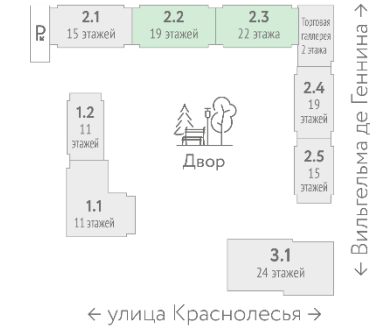 2.1
15 этажей
2.2
19 этажей
2.3
22 этажа
Торговая
галлерея
2 этажа
1.2
11
этажей
2.4
19
этажей
Двор
2.5
15
этажей
1.1
11 этажей
3.1
24 этажей
← Вильгельма де Геннина →
← улица Краснолесья →